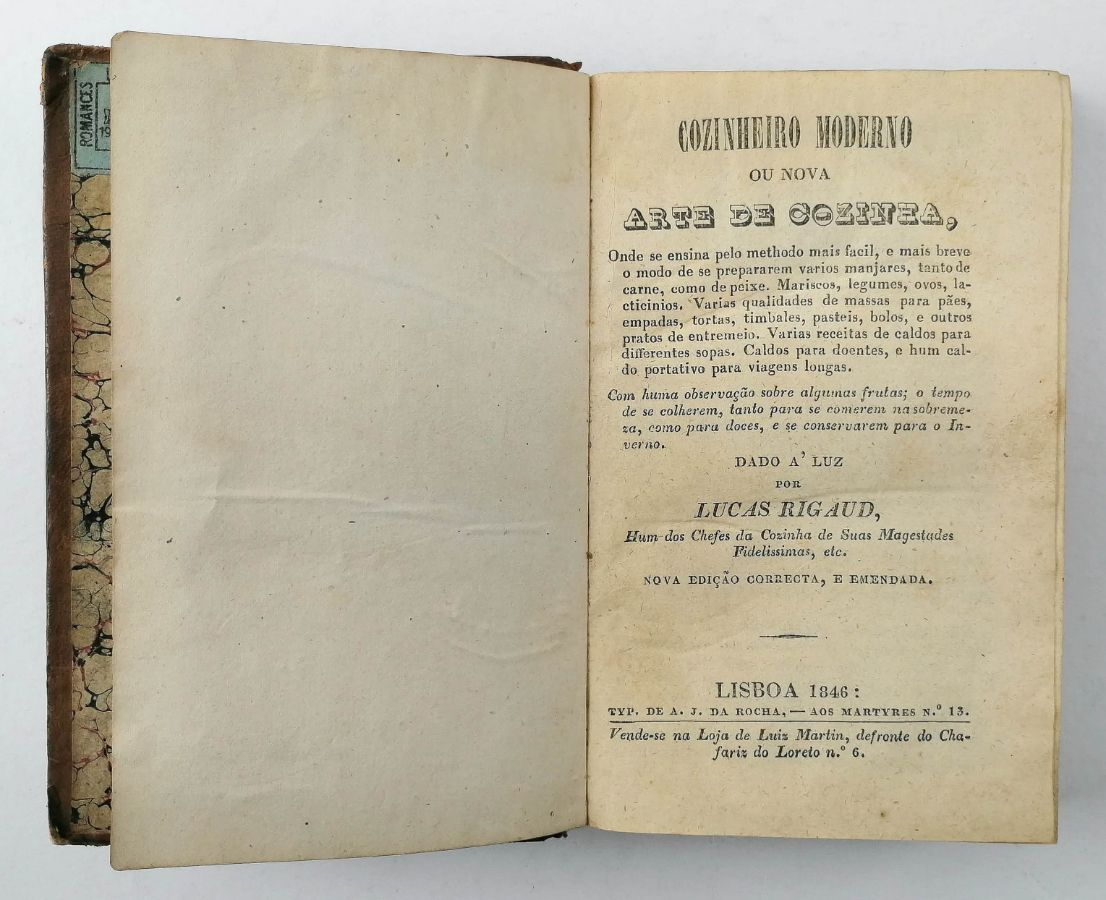 ROMANCES
COZINHEIRO MODERNO
OU NOVA
ARTE DE COZINHA,
Onde se ensina pelo methodo mais facil, e mais breve
o modo de se prepararem varios manjares, tanto de
carne, como de peixe. Mariscos, legumes, ovos, la-
cticinios. Varias qualidades de massas para pães,
empadas, tortas, timbales, pasteis, bolos, e outros
pratos de entremeio. Varias receitas de caldos para
differentes sopas. Caldos para doentes, e hum cal-
do portativo para viagens longas.
Com huma observação sobre algumas frutas; o tempo
de se colherem, tanto para se comerem na sobreme-
za, como para doces, e se conservarem para o In-
verno.
DADO A' LUZ
POR
LUCAS RIGAUD,
Hum dos Chefes da Cozinha de Suas Magestades
Fidelissimas, etc.
NOVA EDIÇÃO CORRECTA, E EMENDADA.
LISBOA 1846:
TYP. DE A. J. DA ROCHA, — AOS MARTYRES N.º 13.
Vende-se na Loja de Luiz Martin, defronte do Cha-
fariz do Loreto n.º 6.